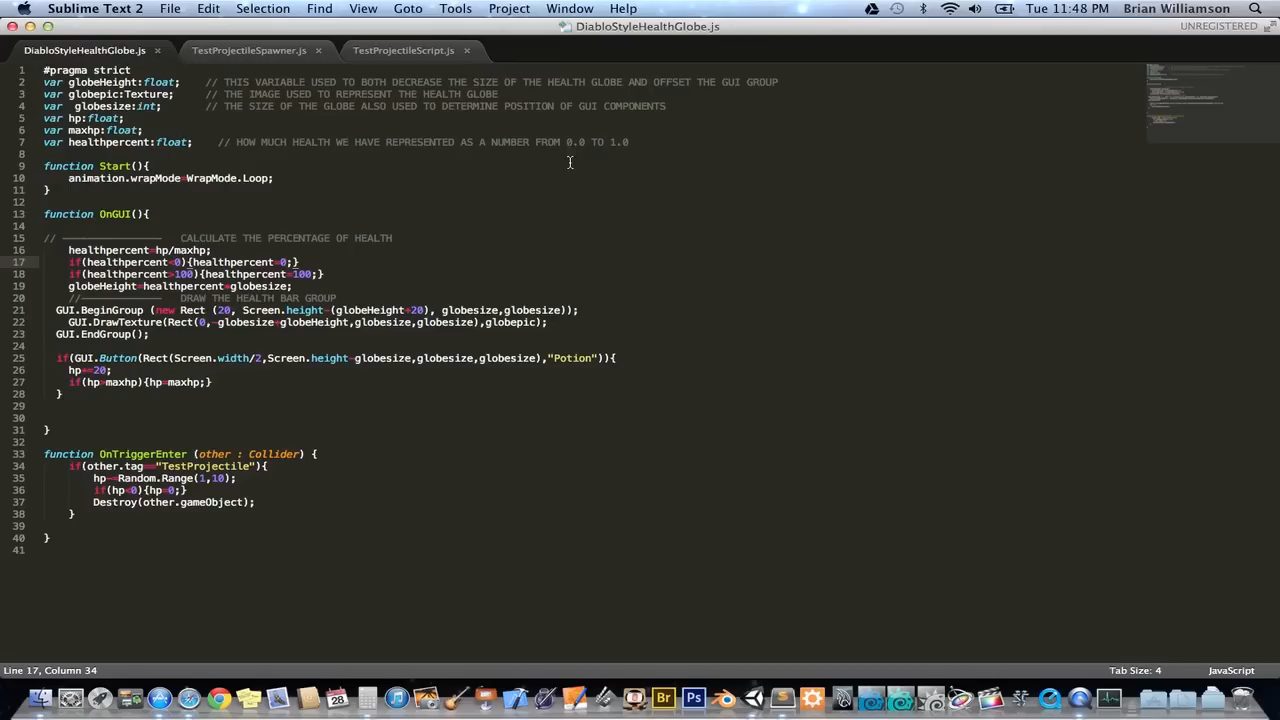 Sublime Text 2 File Edit Selection Find View Goto Tools Project Window Help Tue 11:48 PM Brian Williamson
DiabloStyleHealthGlobe.js UNREGISTERED
DiabloStyleHealthGlobe.js × TestProjectileSpawner.js × TestProjectileScript.js ×
1 #pragma strict
2 var globeHeight:float; // THIS VARIABLE USED TO BOTH DECREASE THE SIZE OF THE HEALTH GLOBE AND OFFSET THE GUI GROUP
3 var globepic:Texture; // THE IMAGE USED TO REPRESENT THE HEALTH GLOBE
4 var globesize:int; // THE SIZE OF THE GLOBE ALSO USED TO DETERMINE POSITION OF GUI COMPONENTS
5 var hp:float;
6 var maxhp:float;
7 var healthpercent:float; // HOW MUCH HEALTH WE HAVE REPRESENTED AS A NUMBER FROM 0.0 TO 1.0
8
9 function Start(){
10 animation.wrapMode=WrapMode.Loop;
11 }
12
13 function OnGUI(){
14
15 // ———————— CALCULATE THE PERCENTAGE OF HEALTH
16 healthpercent=hp/maxhp;
17 if(healthpercent<0){healthpercent=0;}
18 if(healthpercent>100){healthpercent=100;}
19 globeHeight=healthpercent*globesize;
20 //———————— DRAW THE HEALTH BAR GROUP
21 GUI.BeginGroup (new Rect (20, Screen.height-(globeHeight+20), globesize,globesize));
22 GUI.DrawTexture(Rect(0,-globesize+globeHeight,globesize,globesize),globepic);
23 GUI.EndGroup();
24
25 if(GUI.Button(Rect(Screen.width/2,Screen.height-globesize,globesize,globesize),"Potion")){
26 hp+=20;
27 if(hp>maxhp){hp=maxhp;}
28 }
29
30
31 }
32
33 function OnTriggerEnter (other : Collider) {
34 if(other.tag=="TestProjectile"){
35 hp-=Random.Range(1,10);
36 if(hp<0){hp=0;}
37 Destroy(other.gameObject);
38 }
39
40 }
41
Line 17, Column 34 Tab Size: 4 JavaScript
28 Br Ps